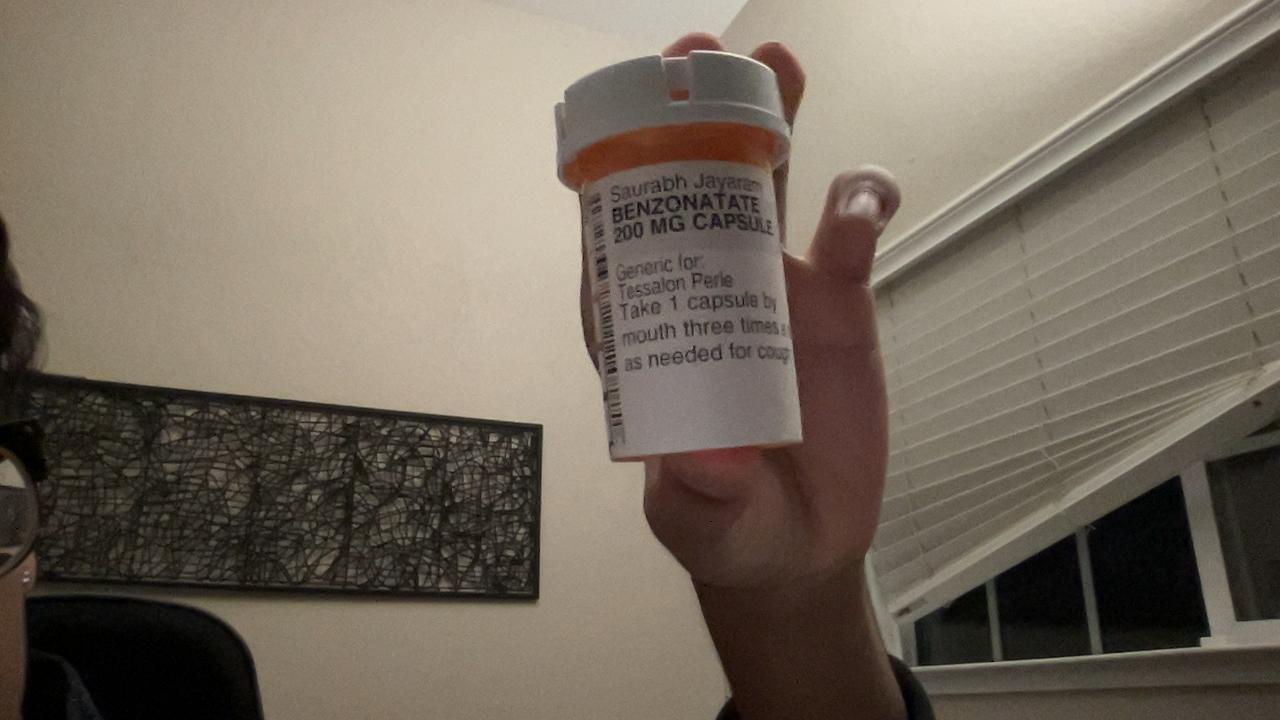 Saurabh Jayaram
BENZONATATE
200 MG CAPSULE
Generic for:
Tessalon Perle
Take 1 capsule by
mouth three times
as needed for